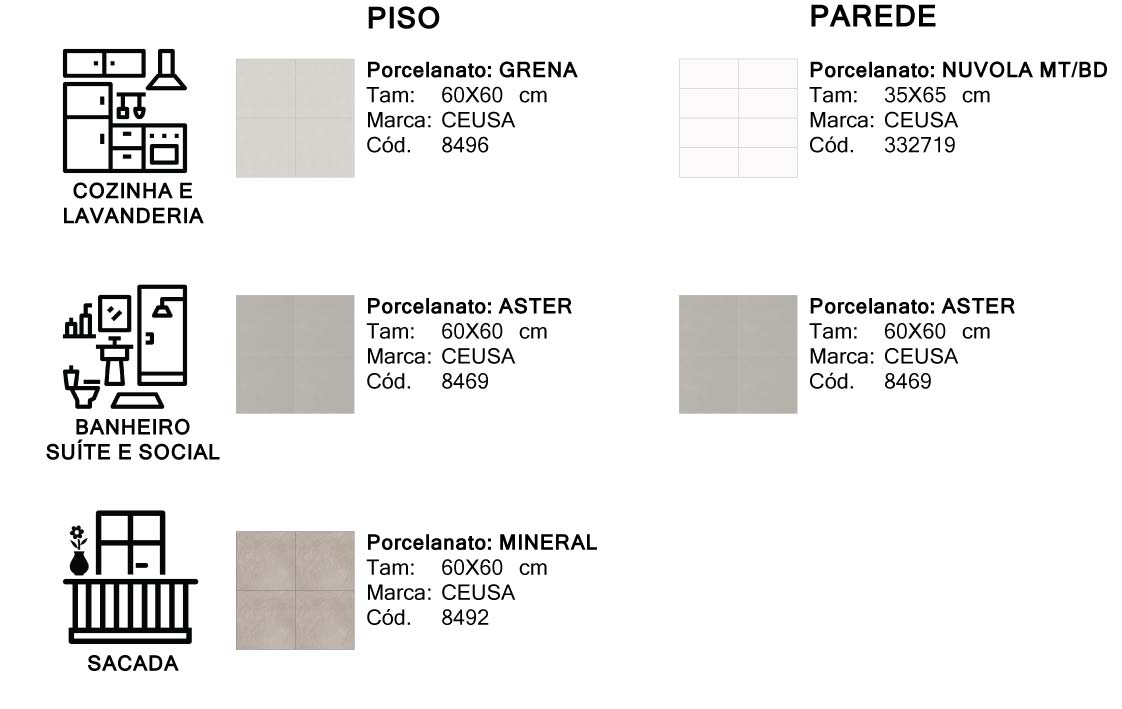 PISO
PAREDE
Porcelanato: GRENA
Tam: 60X60 cm
Marca: CEUSA
Cód. 8496
Porcelanato: NUVOLA MT/BD
Tam: 35X65 cm
Marca: CEUSA
Cód. 332719
COZINHA E
LAVANDERIA
Porcelanato: ASTER
Tam: 60X60 cm
Marca: CEUSA
Cód. 8469
Porcelanato: ASTER
Tam: 60X60 cm
Marca: CEUSA
Cód. 8469
BANHEIRO
SUÍTE E SOCIAL
Porcelanato: MINERAL
Tam: 60X60 cm
Marca: CEUSA
Cód. 8492
SACADA